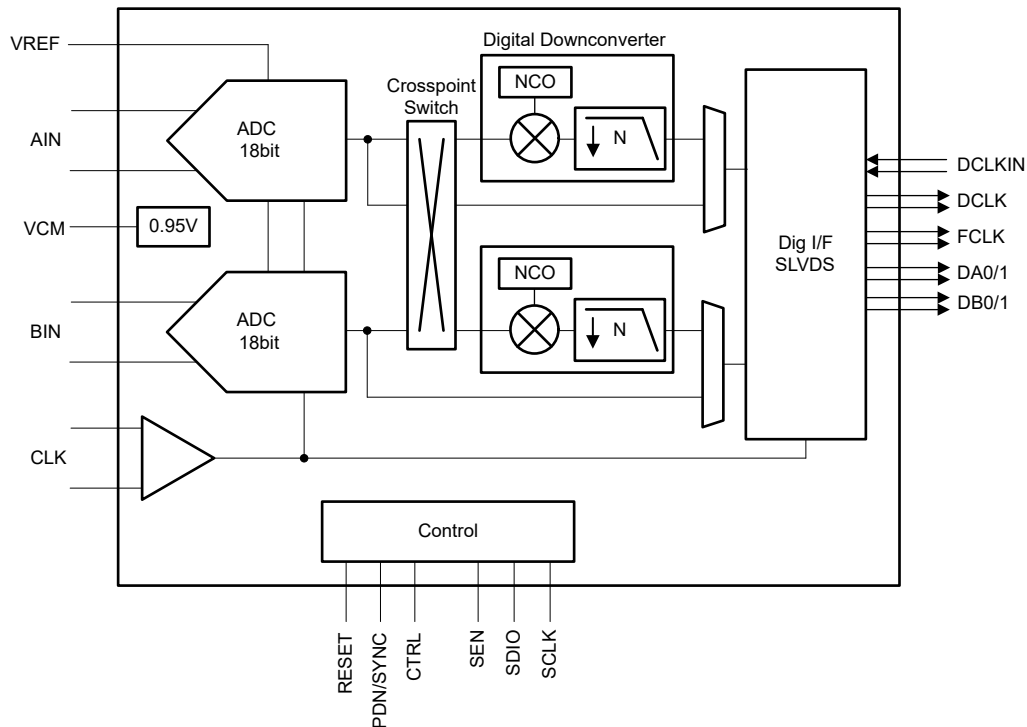 VREF
Digital Downconverter
Crosspoint
Switch
NCO
ADC
18bit
N
AIN
DCLKIN
DCLK
VCM
0.95V
FCLK
Dig I/F
SLVDS
DA0/1
NCO
DB0/1
ADC
18bit
N
BIN
CLK
Control
RESET
PDN/SYNC
CTRL
SEN
SDIO
SCLK